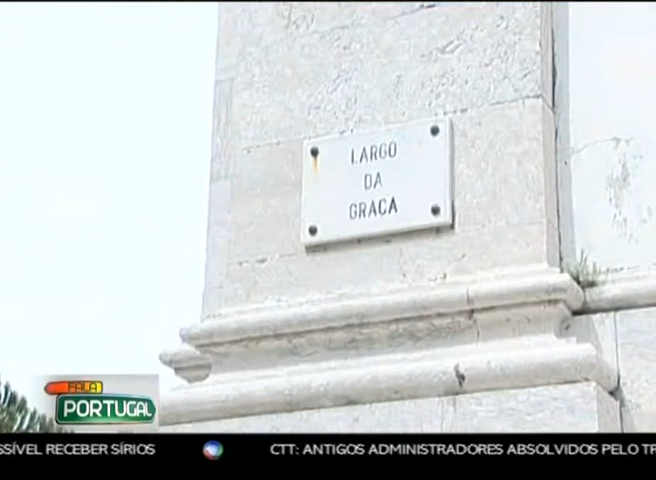 LARGO
DA
GRAÇA
FALA
PORTUGAL
SSÍVEL RECEBER SÍRIOS
CTT: ANTIGOS ADMINISTRADORES ABSOLVIDOS PELO TR